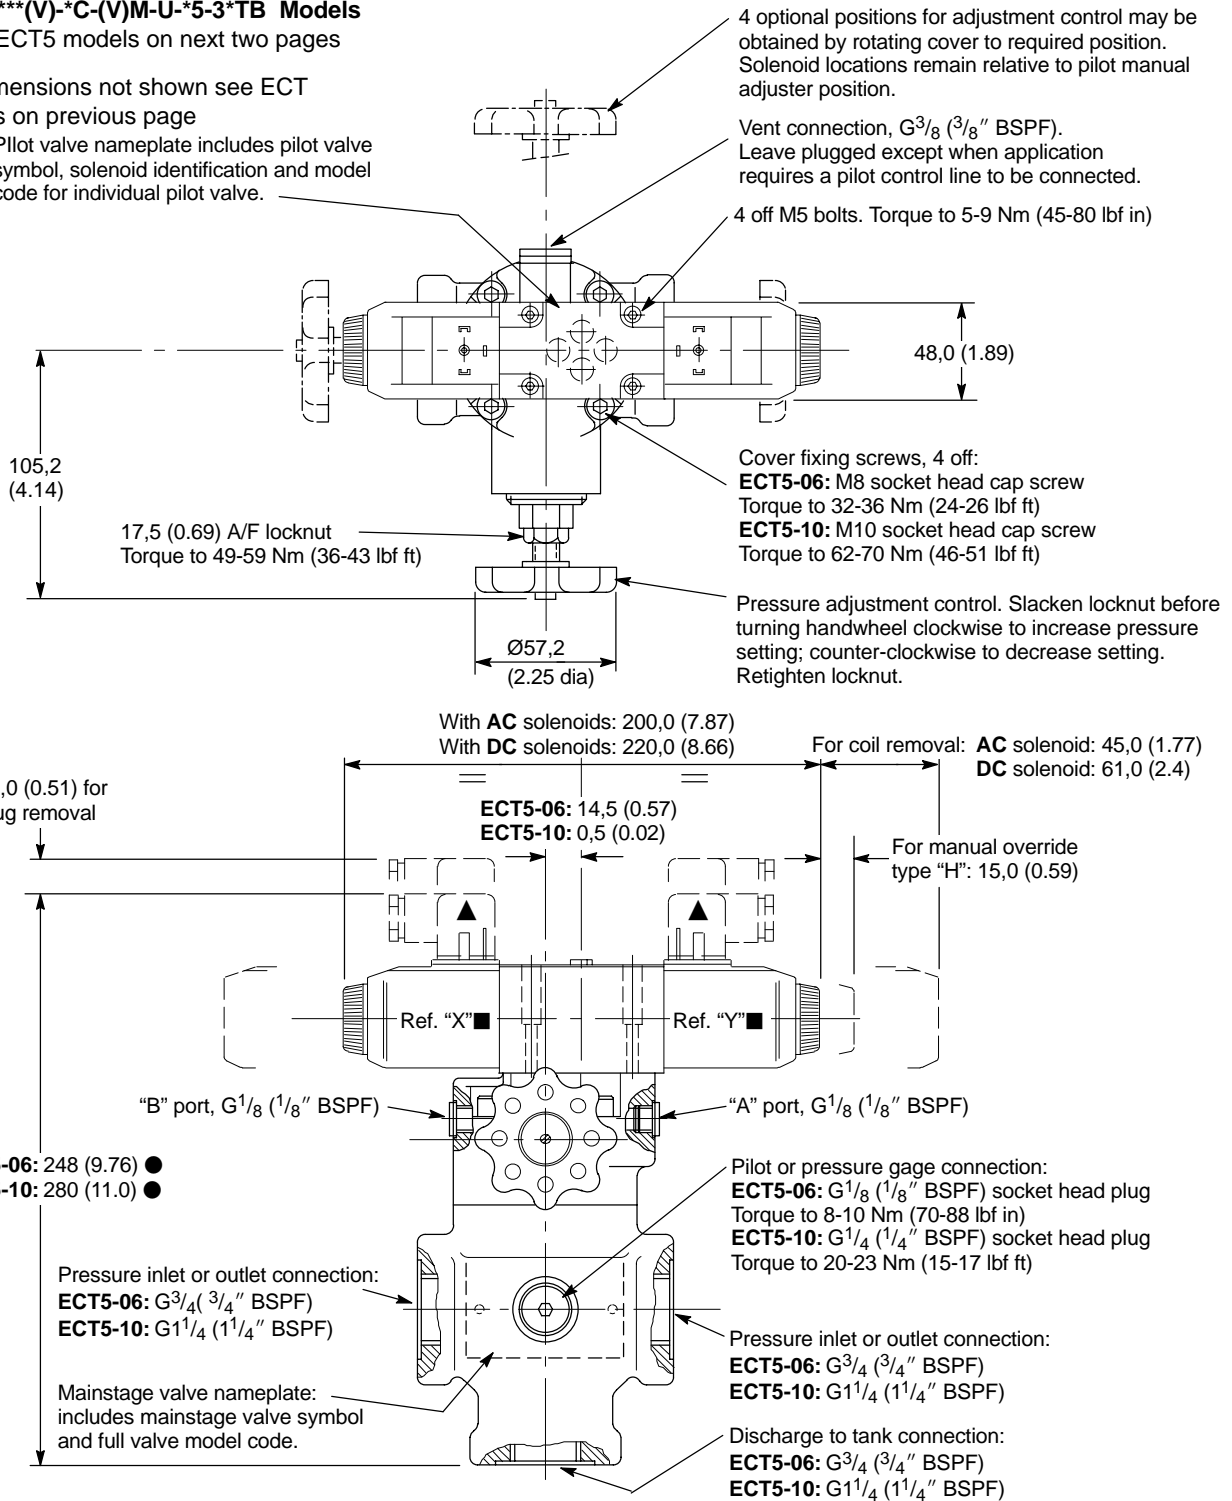 ***(V)-*C-(V)M-U-*5-3*TB Models
ECT5 models on next two pages
mensions not shown see ECT
s on previous page
PIlot valve nameplate includes pilot valve
symbol, solenoid identification and model
code for individual pilot valve.
4 optional positions for adjustment control may be
obtained by rotating cover to required position.
Solenoid locations remain relative to pilot manual
adjuster position.
Vent connection, G3/8 (3/8″ BSPF).
Leave plugged except when application
requires a pilot control line to be connected.
4 off M5 bolts. Torque to 5-9 Nm (45-80 lbf in)
48,0 (1.89)
105,2
(4.14)
Cover fixing screws, 4 off:
ECT5-06: M8 socket head cap screw
Torque to 32-36 Nm (24-26 lbf ft)
ECT5-10: M10 socket head cap screw
Torque to 62-70 Nm (46-51 lbf ft)
17,5 (0.69) A/F locknut
Torque to 49-59 Nm (36-43 lbf ft)
Pressure adjustment control. Slacken locknut before
turning handwheel clockwise to increase pressure
setting; counter-clockwise to decrease setting.
Retighten locknut.
Ø57,2
(2.25 dia)
With AC solenoids: 200,0 (7.87)
With DC solenoids: 220,0 (8.66)
For coil removal: AC solenoid: 45,0 (1.77)
DC solenoid: 61,0 (2.4)
,0 (0.51) for
ug removal
ECT5-06: 14,5 (0.57)
ECT5-10: 0,5 (0.02)
For manual override
type “H”: 15,0 (0.59)
▲ ▲
Ref. “X”■ Ref. “Y”■
“B” port, G1/8 (1/8″ BSPF)
“A” port, G1/8 (1/8″ BSPF)
-06: 248 (9.76) ●
-10: 280 (11.0) ●
Pilot or pressure gage connection:
ECT5-06: G1/8 (1/8″ BSPF) socket head plug
Torque to 8-10 Nm (70-88 lbf in)
ECT5-10: G1/4 (1/4″ BSPF) socket head plug
Torque to 20-23 Nm (15-17 lbf ft)
Pressure inlet or outlet connection:
ECT5-06: G3/4( 3/4″ BSPF)
ECT5-10: G11/4 (11/4″ BSPF)
Pressure inlet or outlet connection:
ECT5-06: G3/4 (3/4″ BSPF)
ECT5-10: G11/4 (11/4″ BSPF)
Mainstage valve nameplate:
includes mainstage valve symbol
and full valve model code.
Discharge to tank connection:
ECT5-06: G3/4 (3/4″ BSPF)
ECT5-10: G11/4 (11/4″ BSPF)